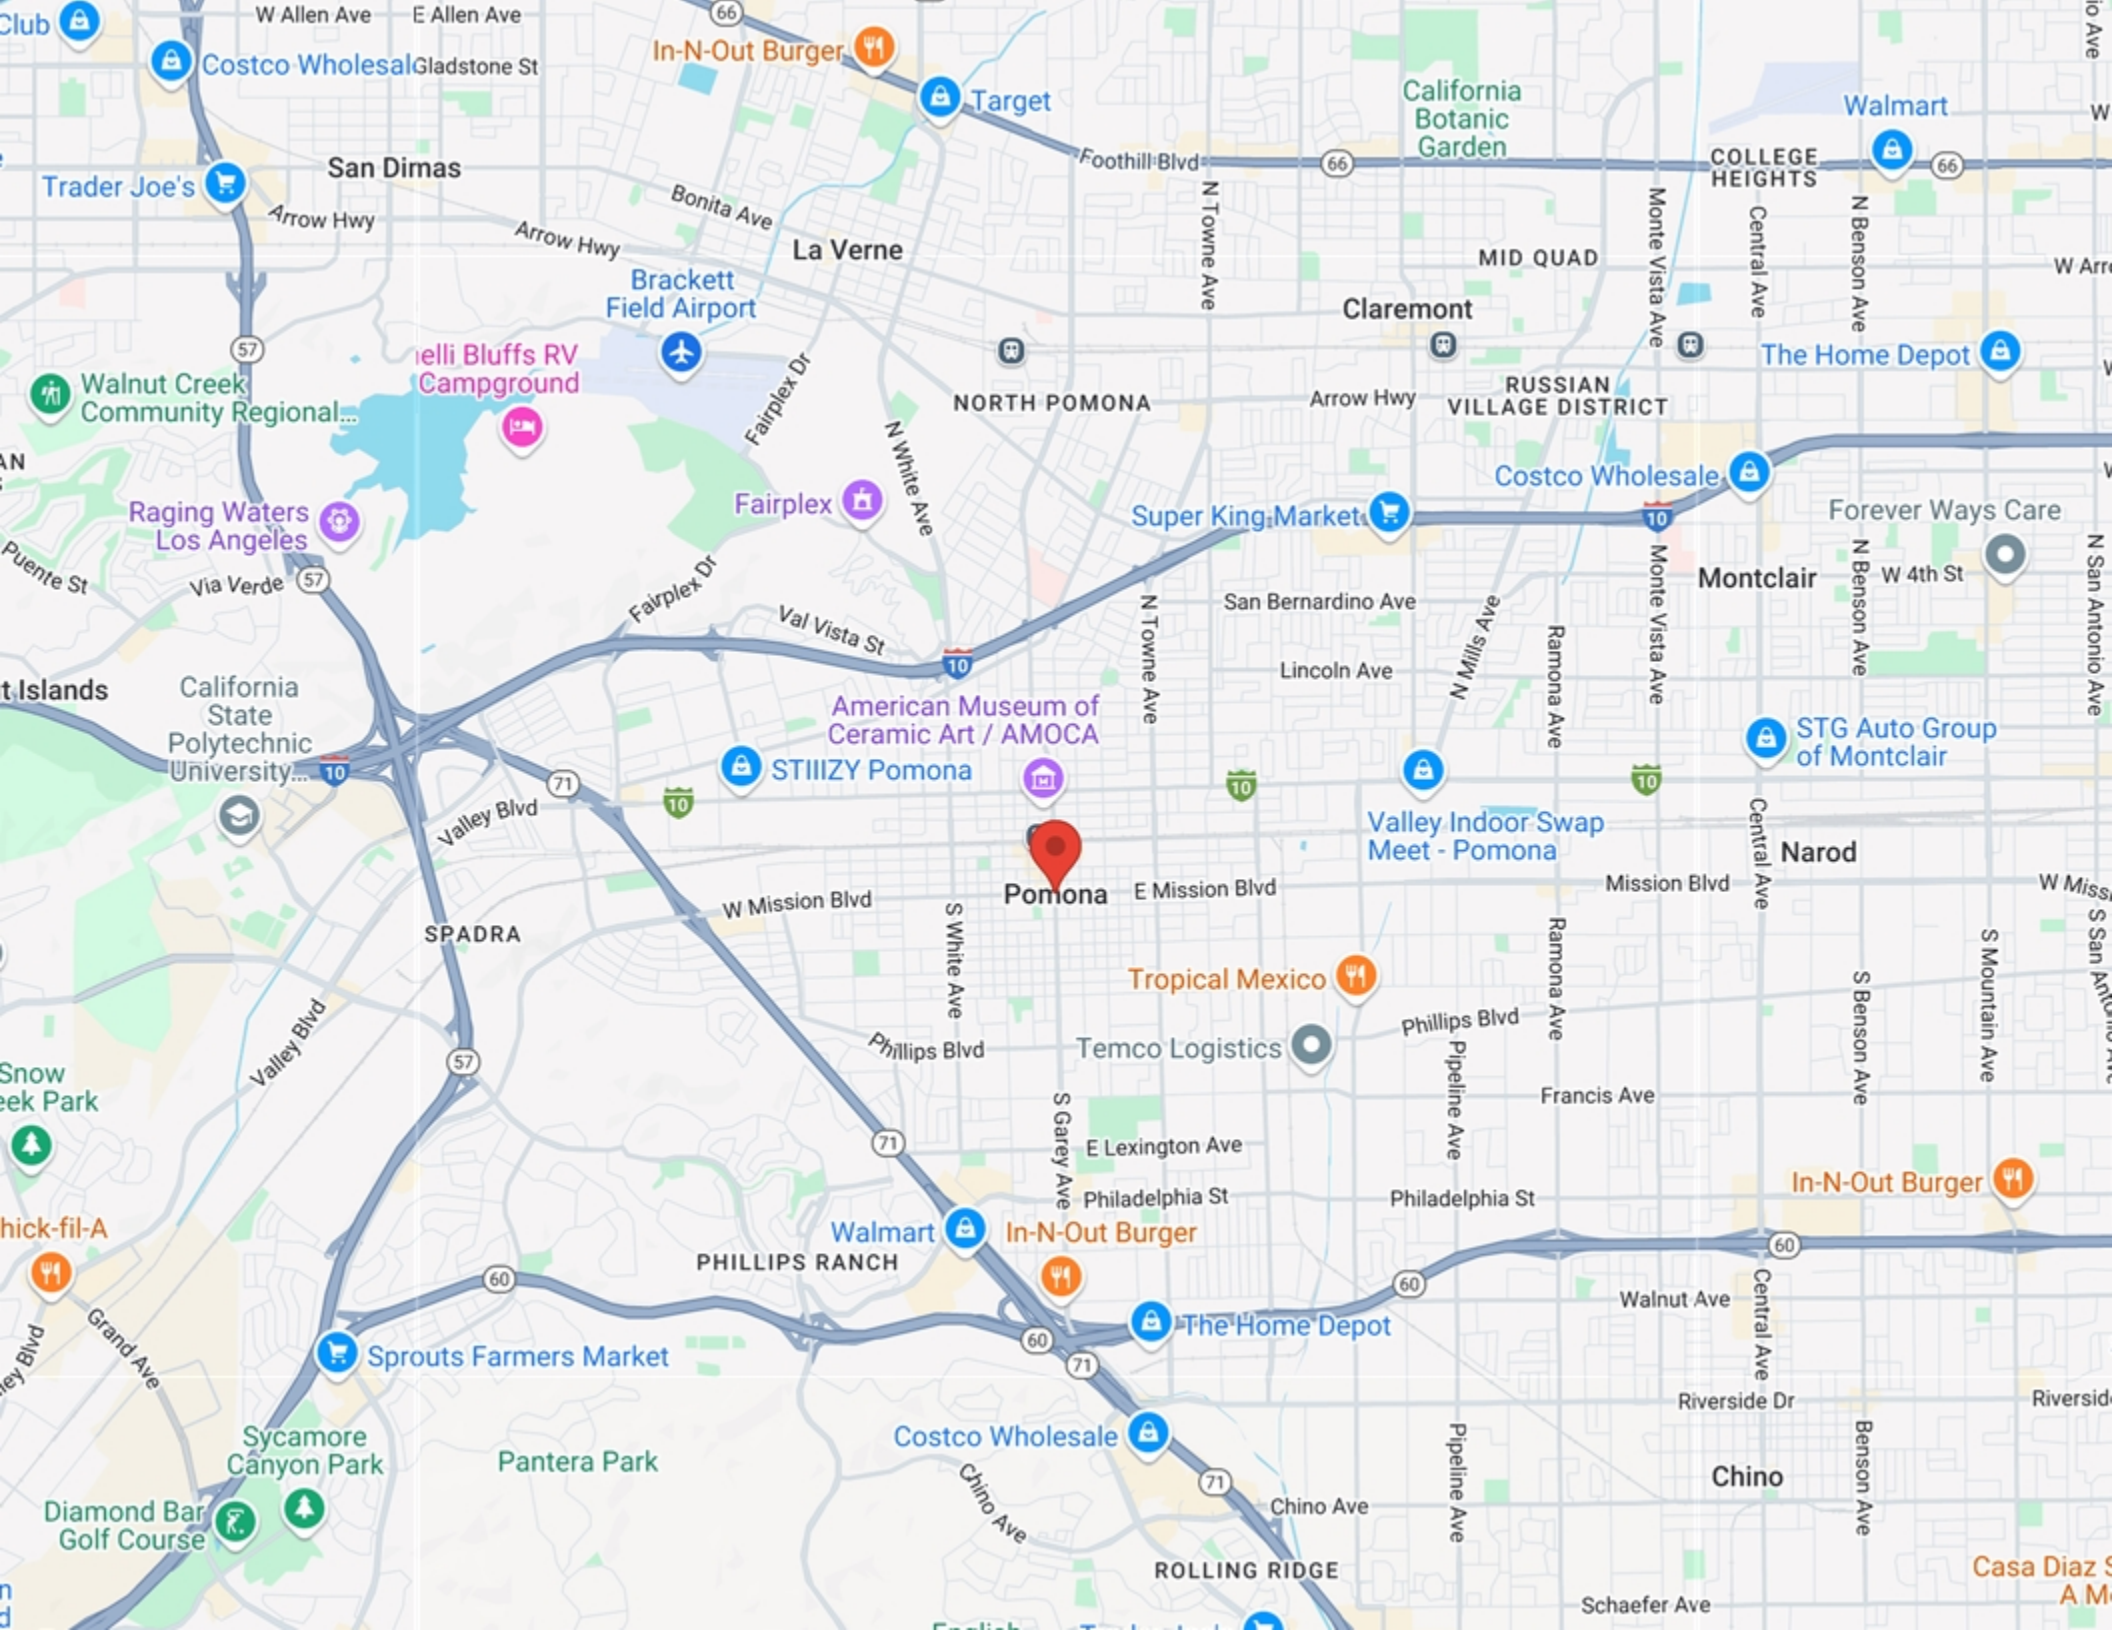 W Allen Ave
E Allen Ave
66
Club
Costco Wholesal
Gladstone St
In-N-Out Burger
Target
California
Botanic
Garden
Walmart
San Dimas
Trader Joe's
Foothill Blvd
66
COLLEGE
HEIGHTS
66
W
Arrow Hwy
Bonita Ave
Arrow Hwy
La Verne
N Towne Ave
MID QUAD
Monte Vista Ave
Central Ave
N Benson Ave
W Arr
Brackett
Field Airport
Claremont
57
elli Bluffs RV
Campground
The Home Depot
Walnut Creek
Community Regional...
Fairplex Dr
NORTH POMONA
Arrow Hwy
RUSSIAN
VILLAGE DISTRICT
AN
N White Ave
Costco Wholesale
Raging Waters
Los Angeles
Fairplex
Super King Market
10
Forever Ways Care
Puente St
Via Verde
57
Fairplex Dr
Val Vista St
10
N Towne Ave
San Bernardino Ave
Montclair
W 4th St
Monte Vista Ave
N Benson Ave
N San Antonio Ave
N Mills Ave
Ramona Ave
Lincoln Ave
t Islands
California
State
Polytechnic
University...
10
American Museum of
Ceramic Art / AMOCA
STG Auto Group
of Montclair
71
STIIIZY Pomona
10
10
10
Valley Blvd
Valley Indoor Swap
Meet - Pomona
Central Ave
Narod
Pomona
W Mission Blvd
E Mission Blvd
Mission Blvd
W Miss
SPADRA
S White Ave
Ramona Ave
S Mountain Ave
S San Antonio Ave
Tropical Mexico
S Benson Ave
Valley Blvd
Phillips Blvd
Phillips Blvd
Temco Logistics
57
Pipeline Ave
Snow
eek Park
S Garey Ave
Francis Ave
71
E Lexington Ave
Philadelphia St
Philadelphia St
In-N-Out Burger
hick-fil-A
Walmart
In-N-Out Burger
PHILLIPS RANCH
60
60
60
Walnut Ave
Central Ave
Grand Ave
ley Blvd
60
The Home Depot
71
Sprouts Farmers Market
Riverside Dr
Riversid
Sycamore
Canyon Park
Pantera Park
Costco Wholesale
Chino Ave
71
Pipeline Ave
Chino
Benson Ave
Diamond Bar
Golf Course
Chino Ave
ROLLING RIDGE
Casa Diaz
A M
Schaefer Ave